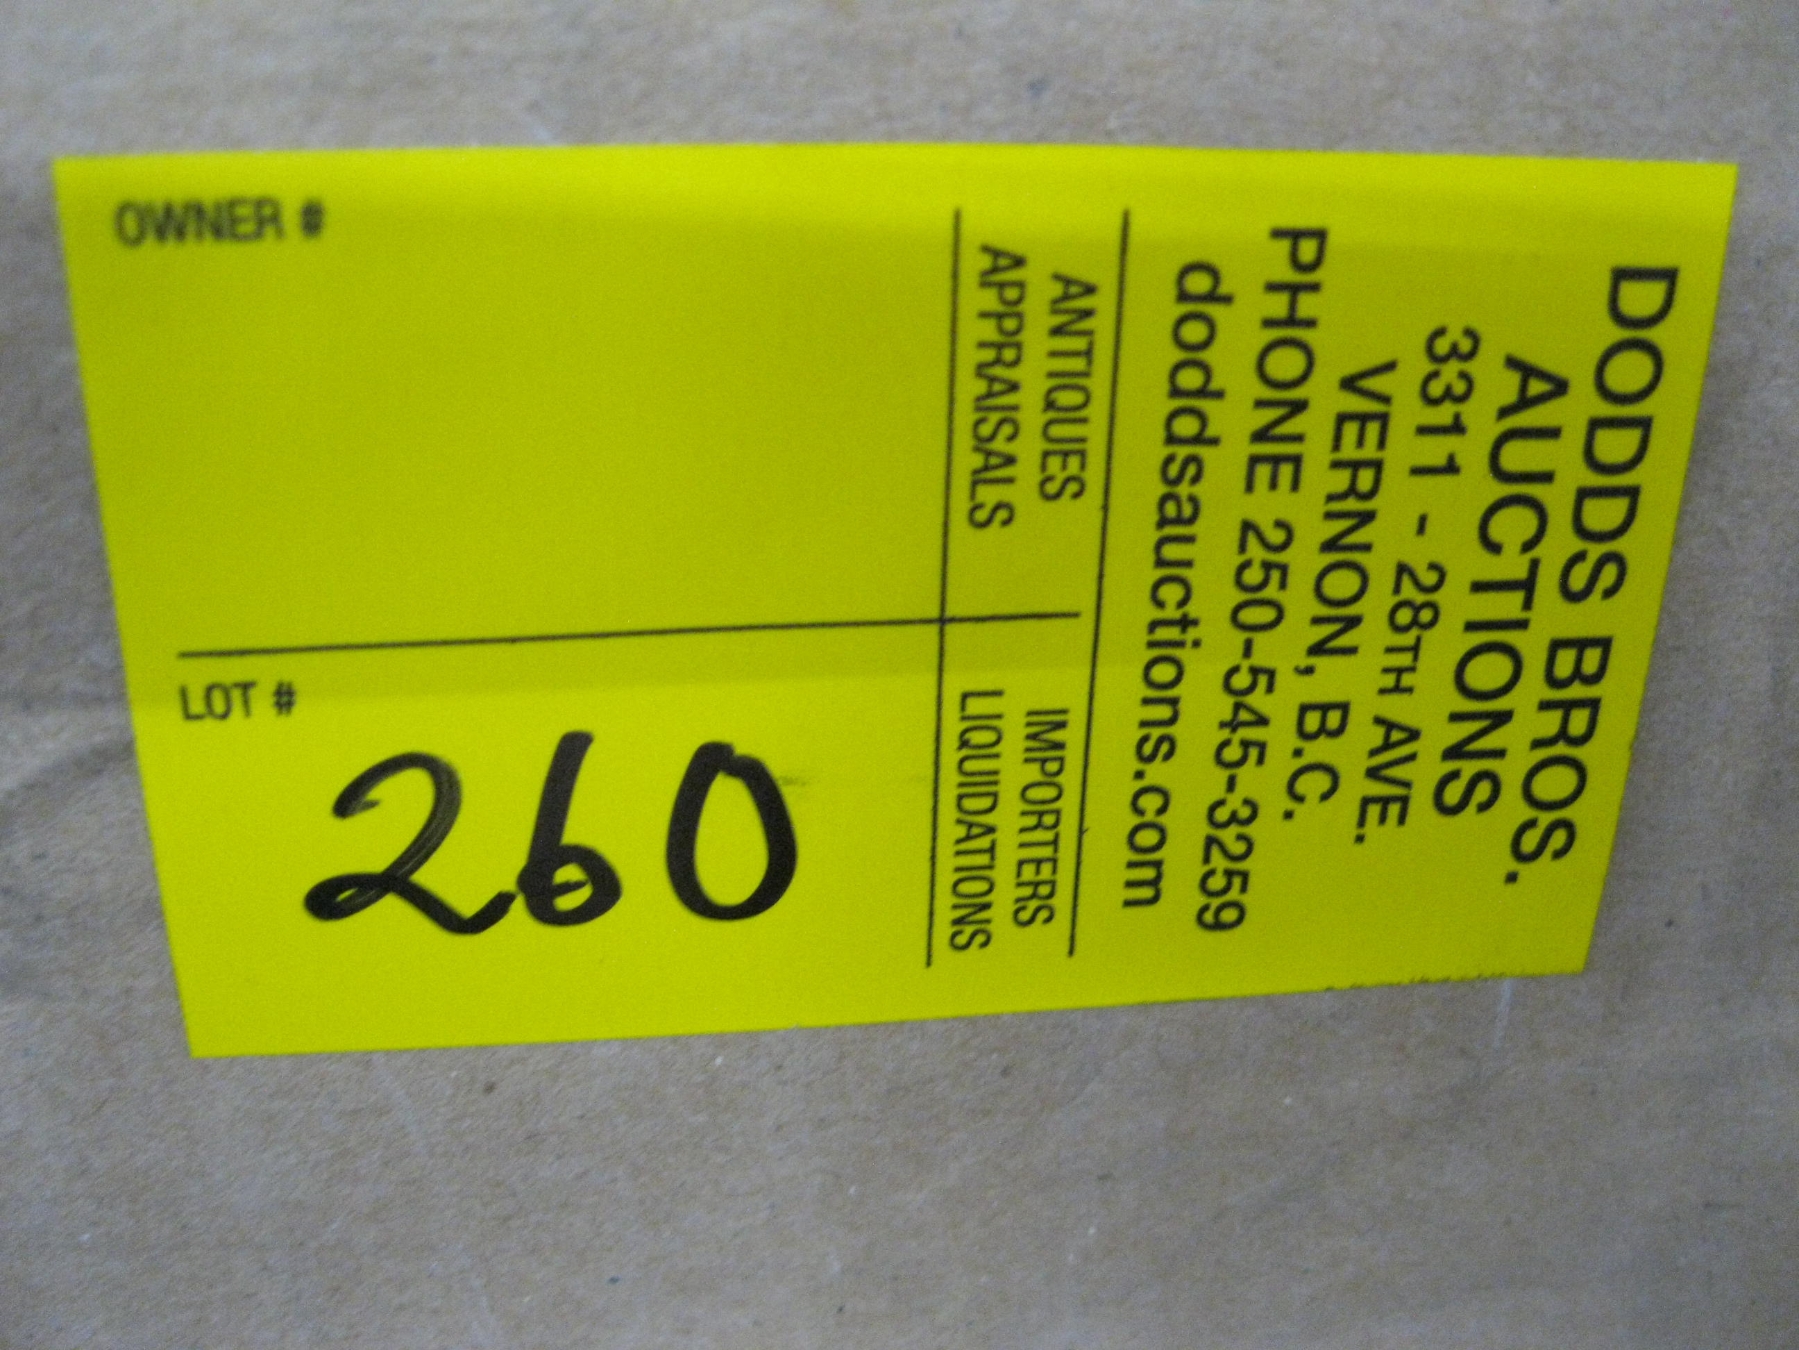 DODDS BROS.
AUCTIONS
3311 - 28TH AVE.
VERNON, B.C.
PHONE 250-545-3259
doddsauctions.com
ANTIQUES
APPRAISALS
IMPORTERS
LIQUIDATIONS
OWNER #
LOT #
260